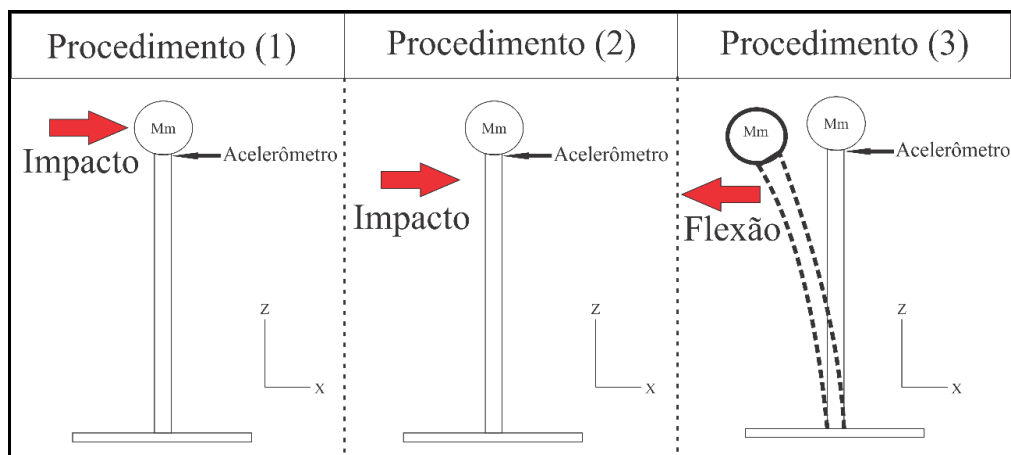 Procedimento (1)
Procedimento (2)
Procedimento (3)
Mm
Impacto
Acelerômetro
Z
X
Mm
Acelerômetro
Impacto
Z
X
Mm
Mm
Acelerômetro
Flexão
Z
X